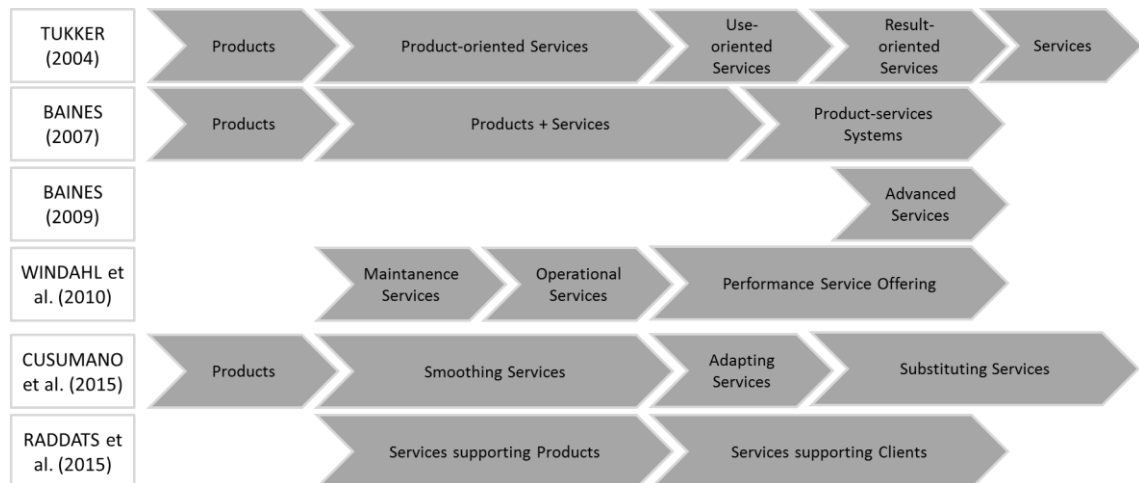 TUKKER
(2004)
Products
Product-oriented Services
Use-
oriented
Services
Result-
oriented
Services
Services
BAINES
(2007)
Products
Products + Services
Product-services
Systems
BAINES
(2009)
Advanced
Services
WINDAHL et
al. (2010)
Maintanence
Services
Operational
Services
Performance Service Offering
CUSUMANO
et al. (2015)
Products
Smoothing Services
Adapting
Services
Substituting Services
RADDATS et
al. (2015)
Services supporting Products
Services supporting Clients